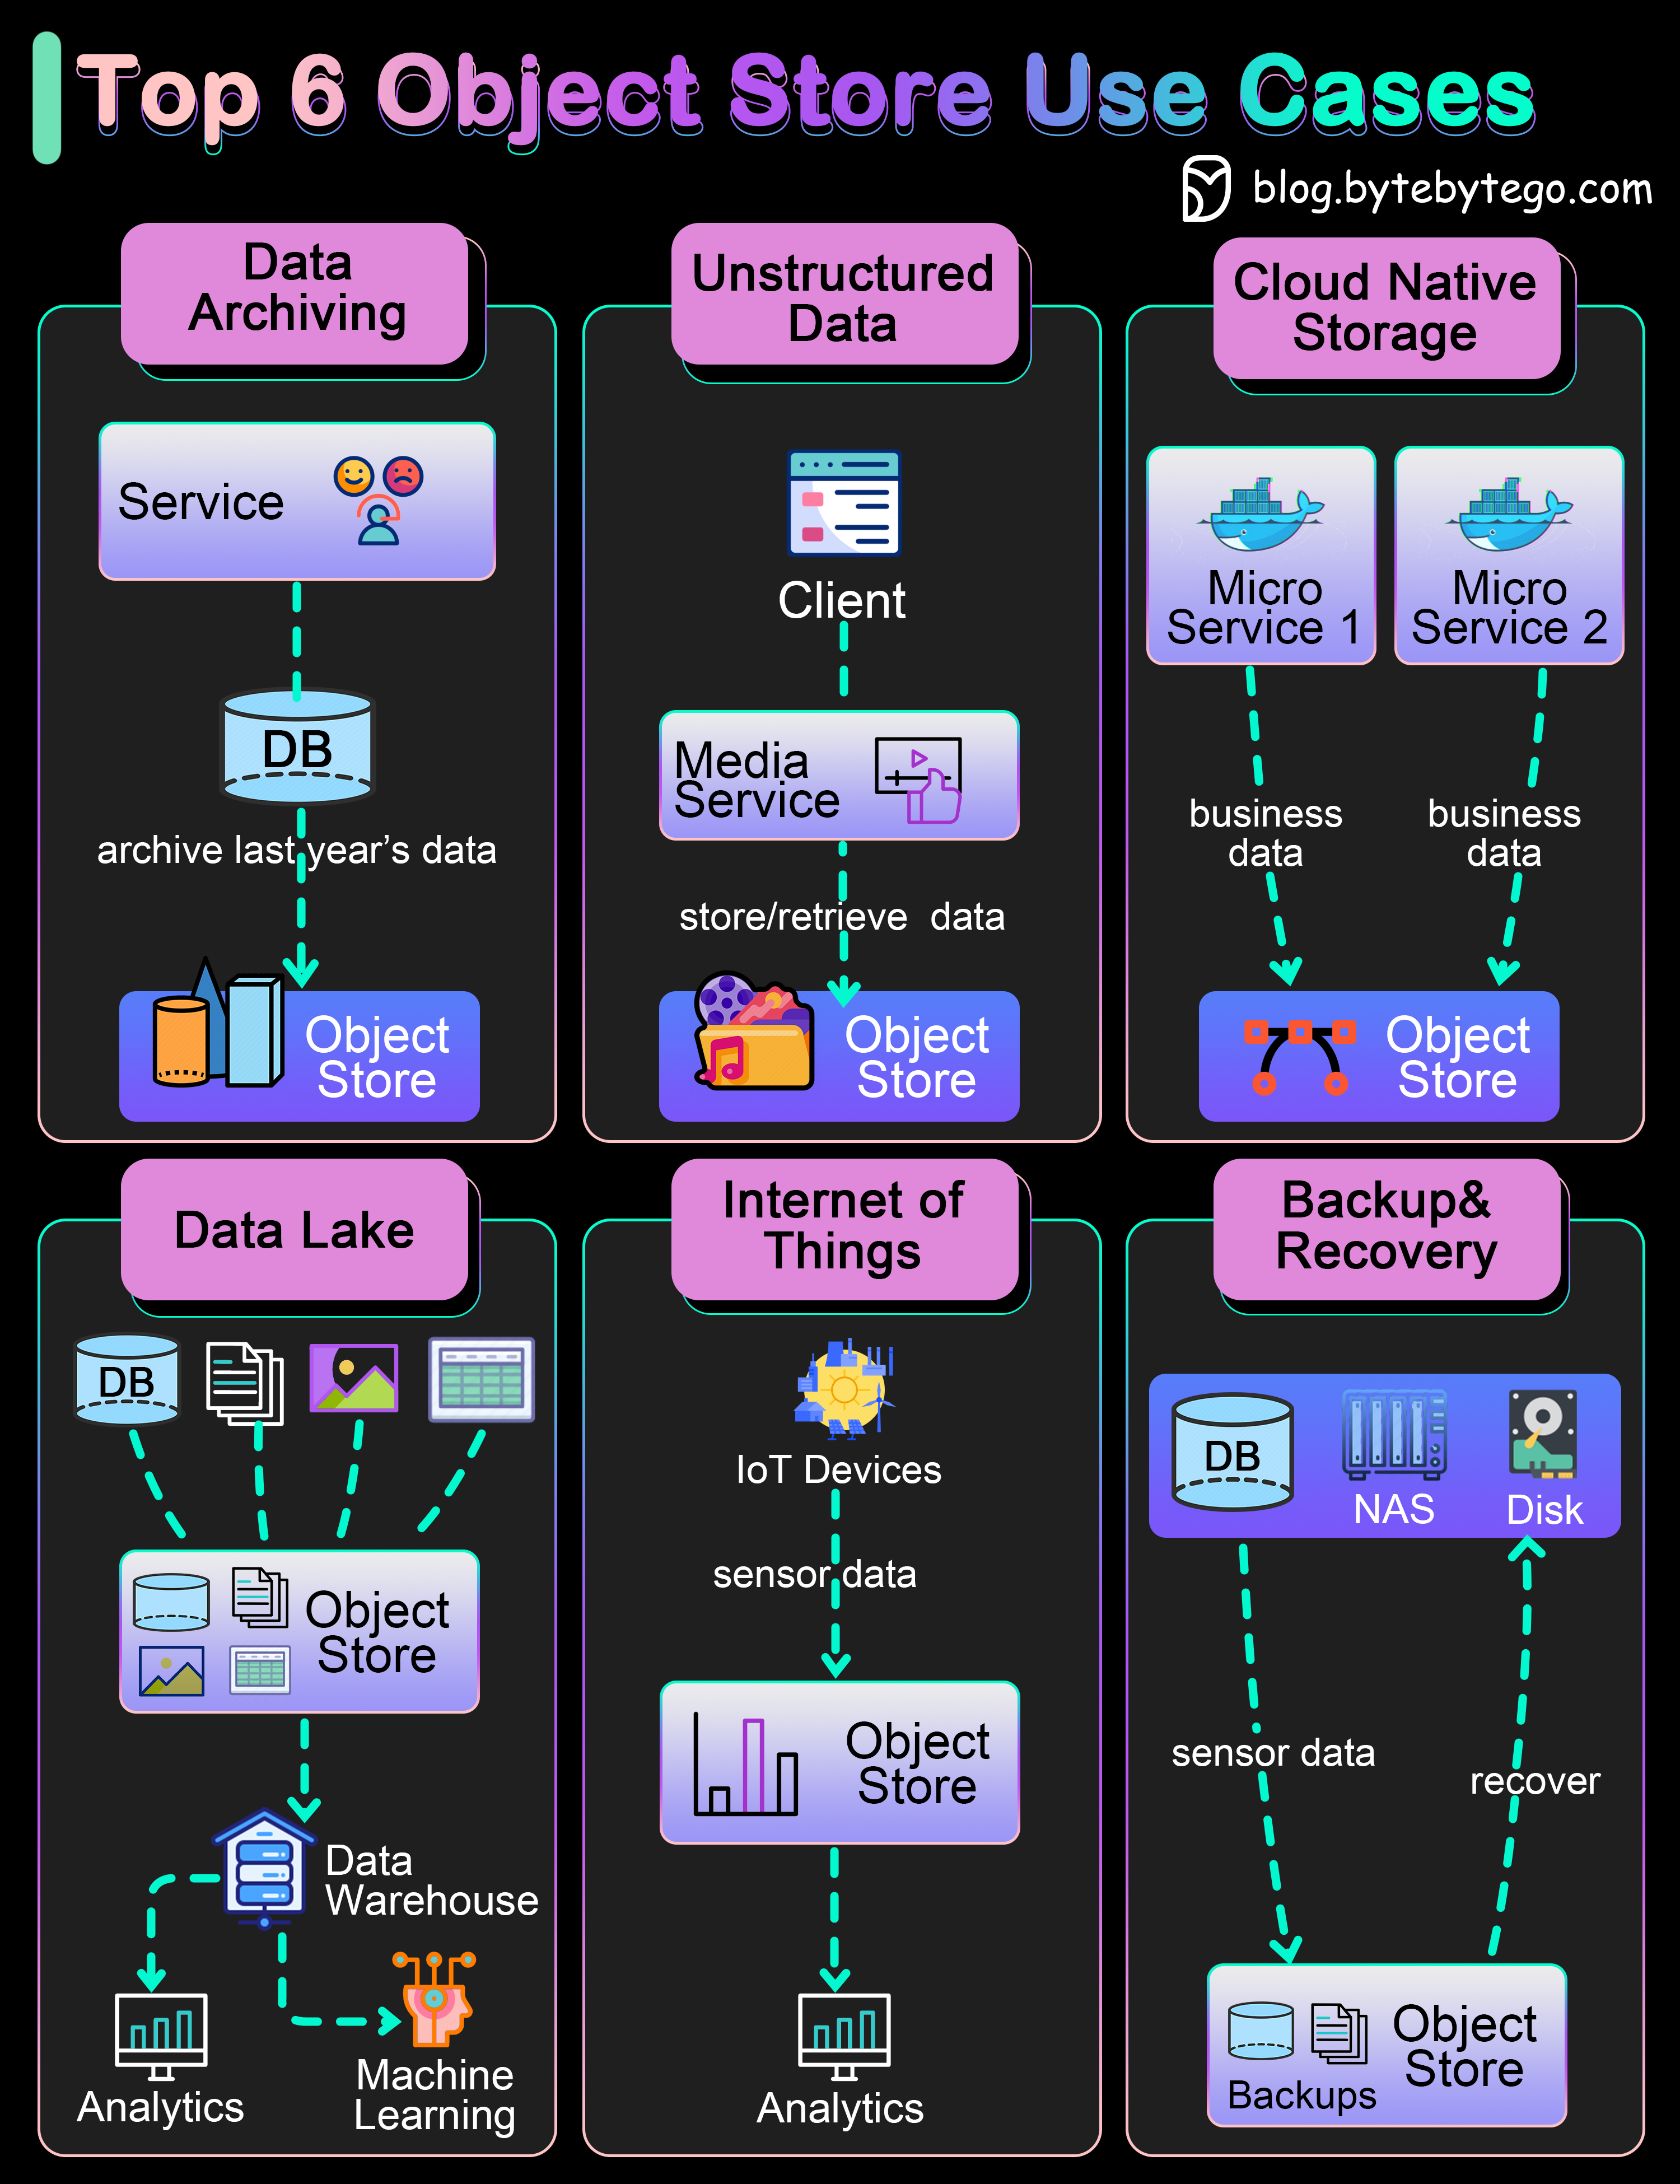 Top 6 Object Store Use Cases
blog.bytebytego.com
Data
Archiving
Service
DB
archive last year's data
Object
Store
Unstructured
Data
Client
Media
Service
store/retrieve data
Object
Store
Cloud Native
Storage
Micro
Service 1
Micro
Service 2
business
data
business
data
Object
Store
Data Lake
DB
Object
Store
Data
Warehouse
Analytics
Machine
Learning
Internet of
Things
IoT Devices
sensor data
Object
Store
Analytics
Backup&
Recovery
DB
NAS
Disk
sensor data
recover
Backups
Object
Store